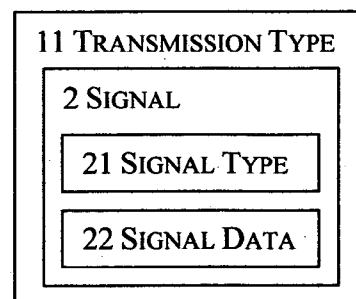 11 TRANSMISSION TYPE
2 SIGNAL
21 SIGNAL TYPE
22 SIGNAL DATA